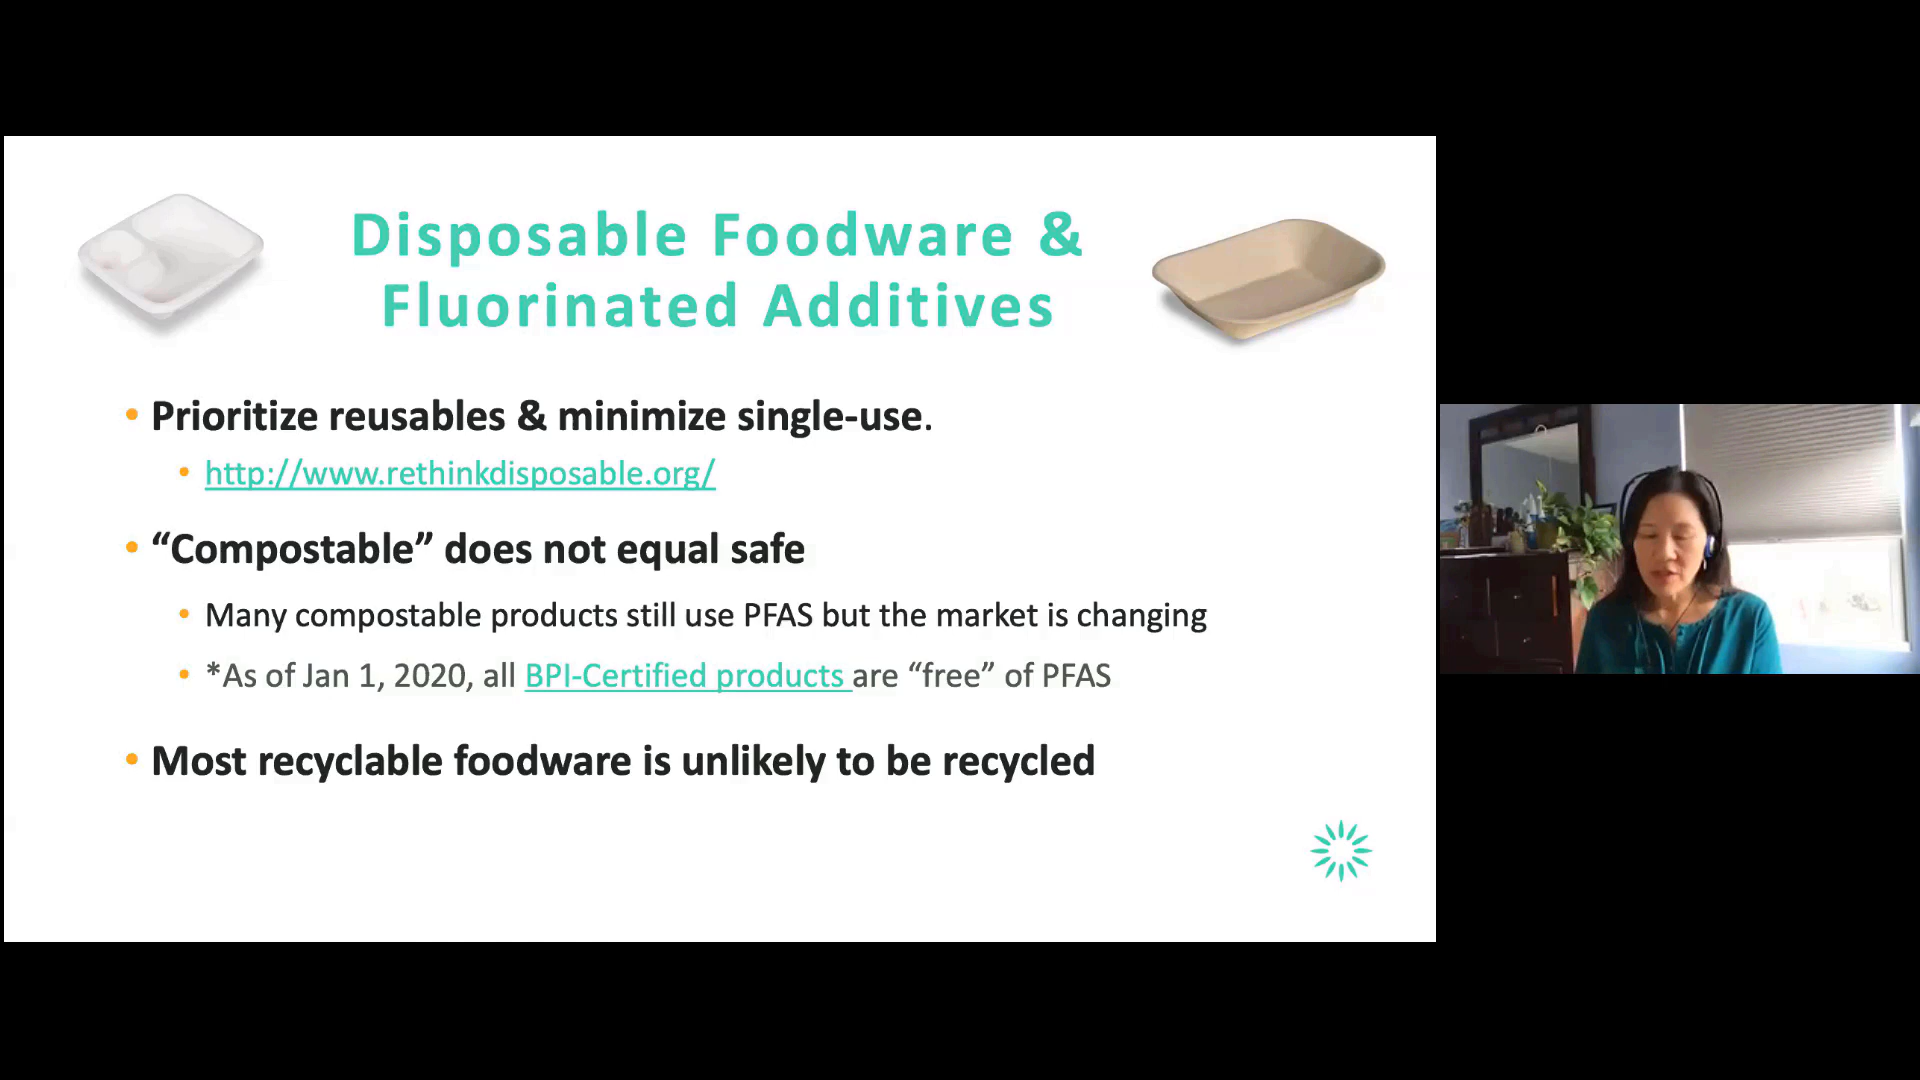 Disposable Foodware &
Fluorinated Additives
• Prioritize reusables & minimize single-use.
• http://www.rethinkdisposable.org/
• “Compostable” does not equal safe
• Many compostable products still use PFAS but the market is changing
• *As of Jan 1, 2020, all BPI-Certified products are “free” of PFAS
• Most recyclable foodware is unlikely to be recycled